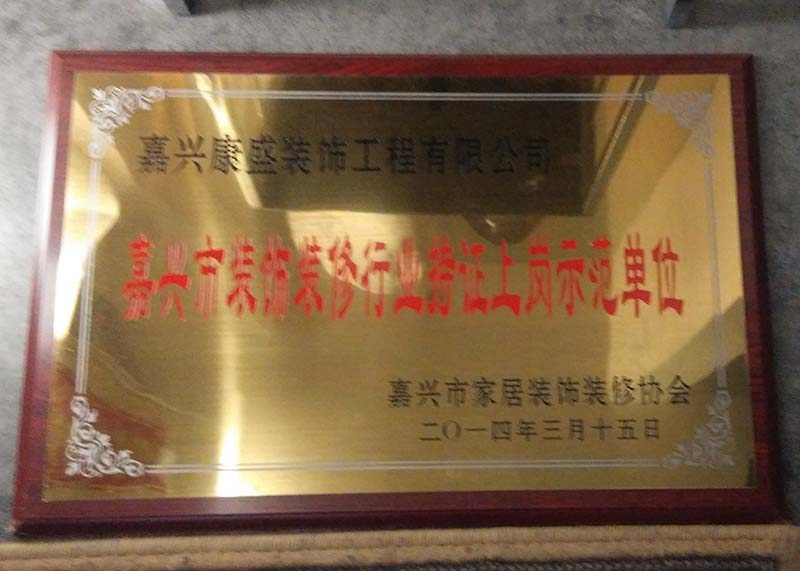 嘉兴康盛装饰工程有限公司
嘉兴市装饰装修行业持证上岗示范单位
嘉兴市家居装饰装修协会
二〇一四年三月十五日